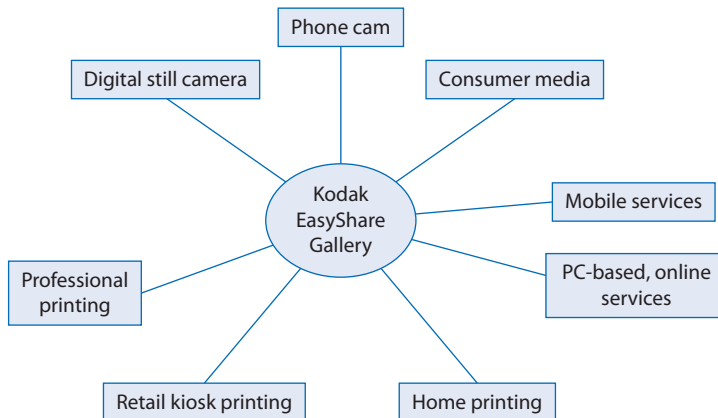 Phone cam
Digital still camera
Consumer media
Kodak
EasyShare
Gallery
Mobile services
Professional
printing
PC-based, online
services
Retail kiosk printing
Home printing